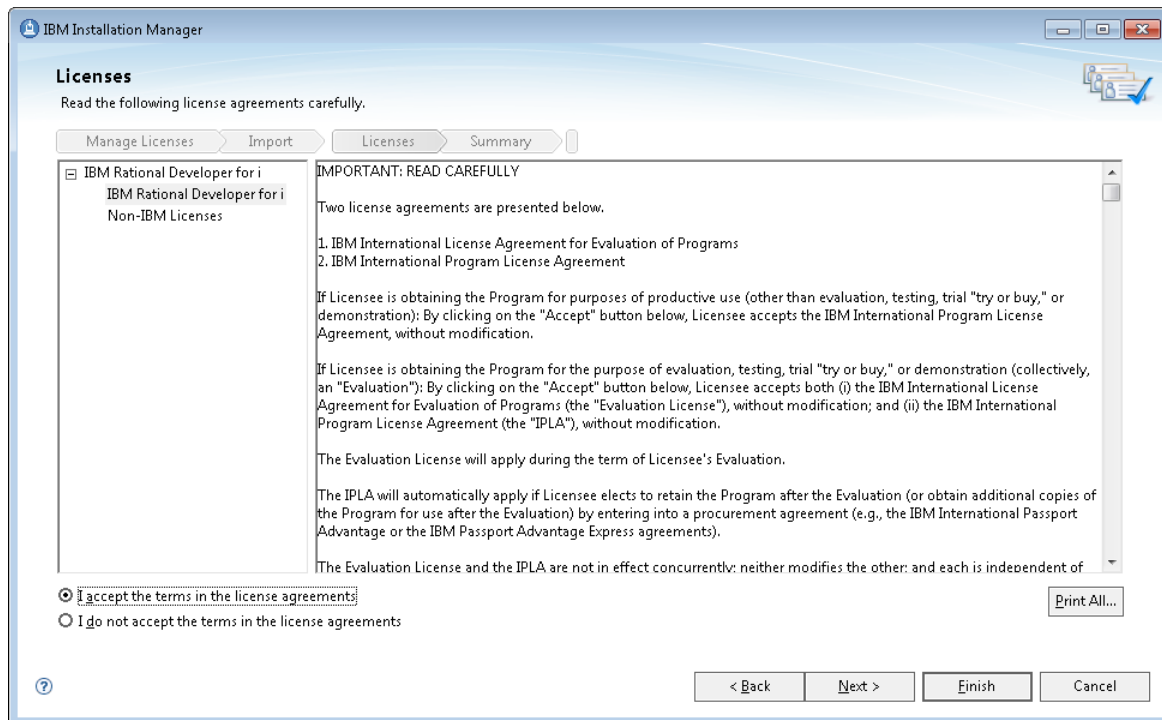 IBM Installation Manager
Licenses
Read the following license agreements carefully.
Manage Licenses
Import
Licenses
Summary
IBM Rational Developer for i
IBM Rational Developer for i
Non-IBM Licenses
IMPORTANT: READ CAREFULLY
Two license agreements are presented below.
1. IBM International License Agreement for Evaluation of Programs
2. IBM International Program License Agreement
If Licensee is obtaining the Program for purposes of productive use (other than evaluation, testing, trial "try or buy," or
demonstration): By clicking on the "Accept" button below, Licensee accepts the IBM International Program License
Agreement, without modification.
If Licensee is obtaining the Program for the purpose of evaluation, testing, trial "try or buy," or demonstration (collectively,
an "Evaluation"): By clicking on the "Accept" button below, Licensee accepts both (i) the IBM International License
Agreement for Evaluation of Programs (the "Evaluation License"), without modification; and (ii) the IBM International
Program License Agreement (the "IPLA"), without modification.
The Evaluation License will apply during the term of Licensee's Evaluation.
The IPLA will automatically apply if Licensee elects to retain the Program after the Evaluation (or obtain additional copies of
the Program for use after the Evaluation) by entering into a procurement agreement (e.g., the IBM International Passport
Advantage or the IBM Passport Advantage Express agreements).
The Evaluation License and the IPLA are not in effect concurrently; neither modifies the other; and each is independent of
I accept the terms in the license agreements
I do not accept the terms in the license agreements
Print All...
?
< Back
Next >
Finish
Cancel